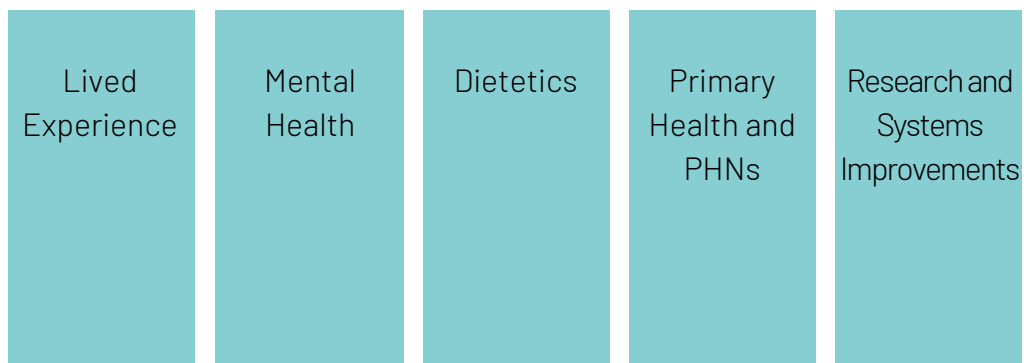 Lived
Experience
Mental
Health
Dietetics
Primary
Health and
PHNs
Research and
Systems
Improvements